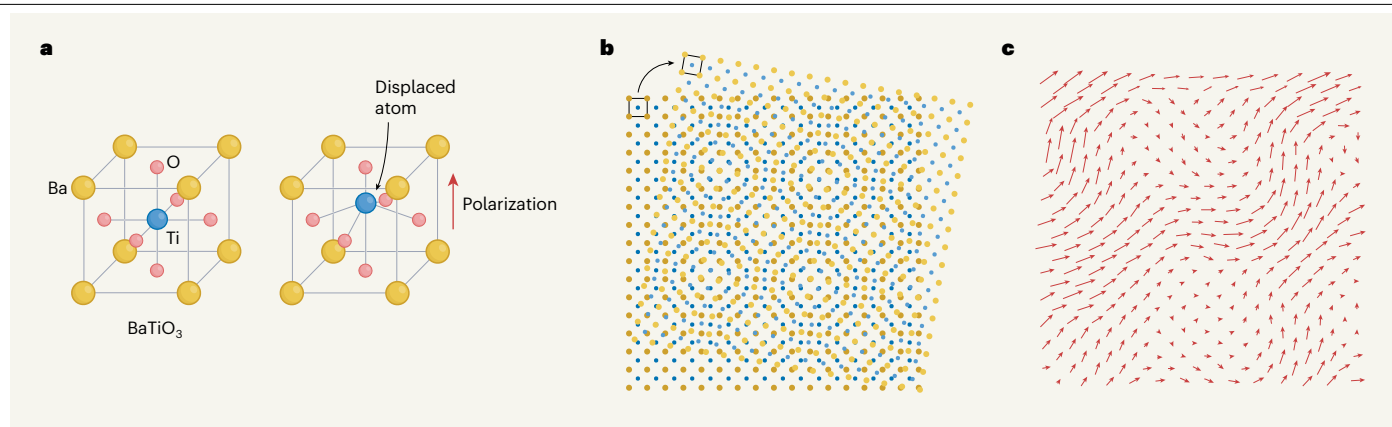 a
b
c
Displaced
atom
O
Ba
Ti
Polarization
BaTiO₃